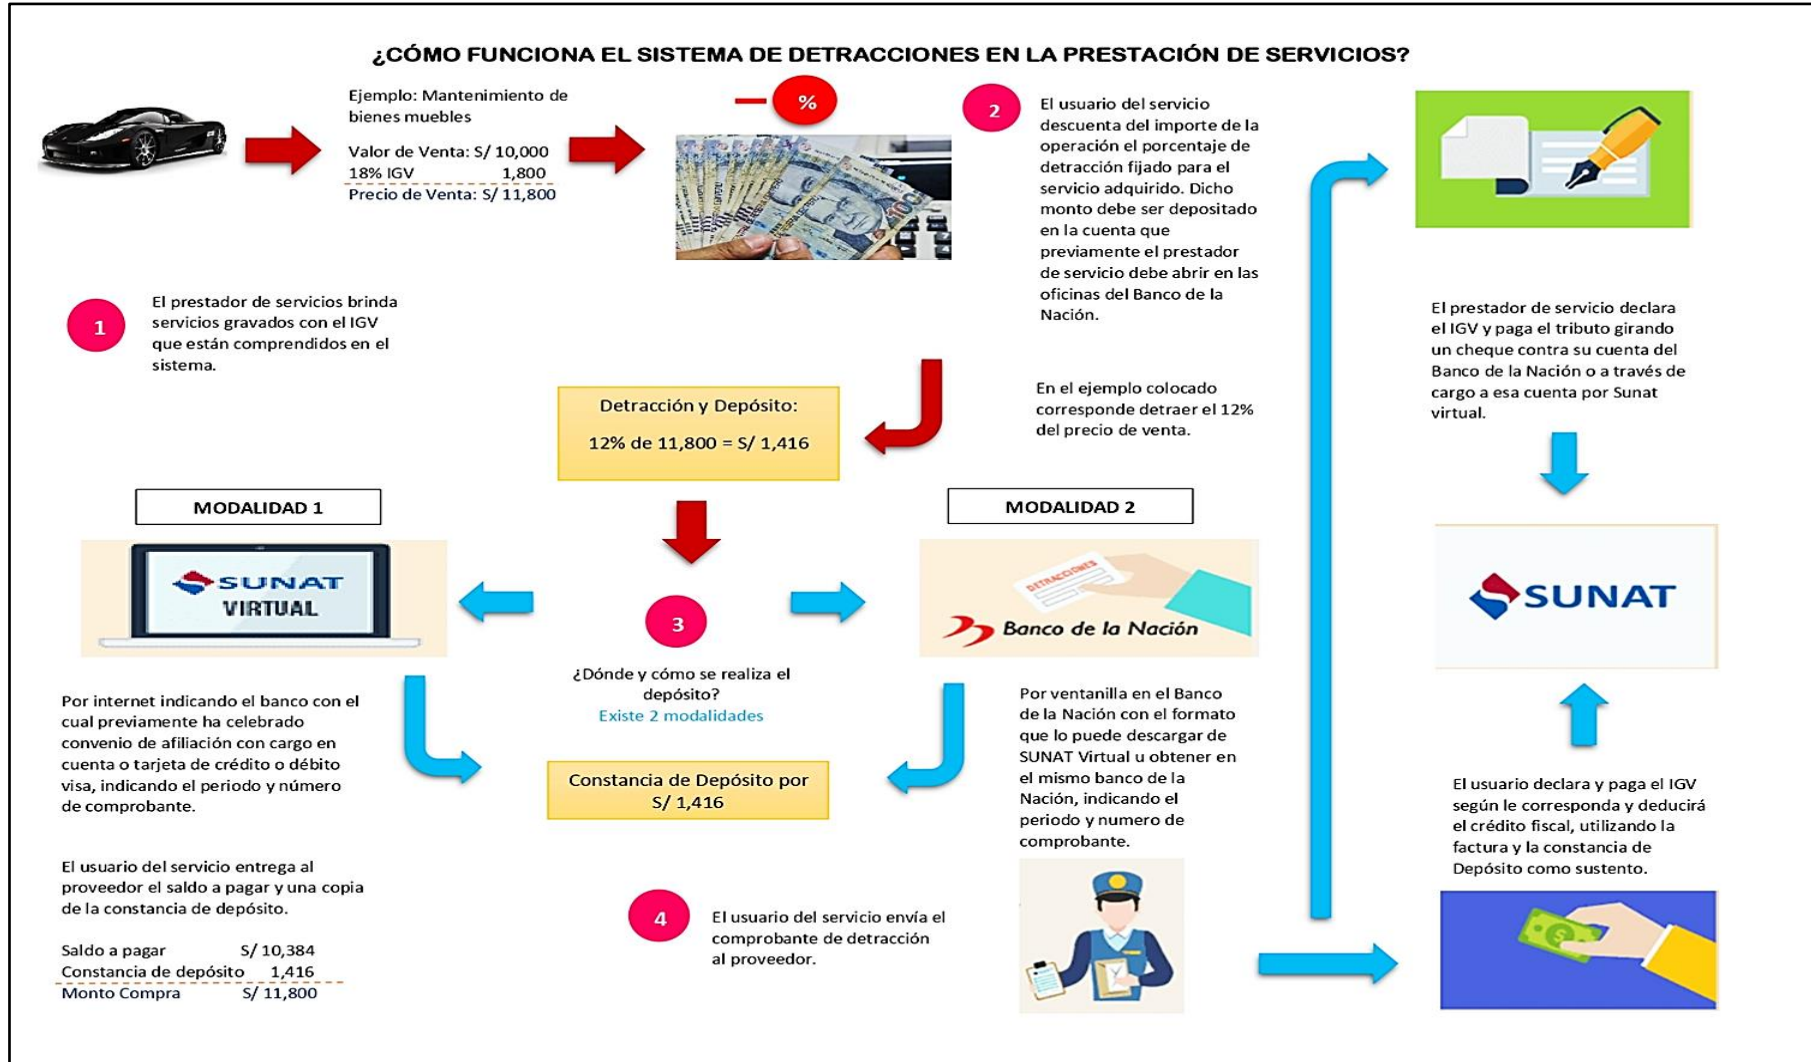 ¿CÓMO FUNCIONA EL SISTEMA DE DETRACCIONES EN LA PRESTACIÓN DE SERVICIOS?
Ejemplo: Mantenimiento de
bienes muebles
Valor de Venta: S/ 10,000
18% IGV 1,800
Precio de Venta: S/ 11,800
%
100
1
El prestador de servicios brinda
servicios gravados con el IGV
que están comprendidos en el
sistema.
2
El usuario del servicio
descuenta del importe de la
operación el porcentaje de
detracción fijado para el
servicio adquirido. Dicho
monto debe ser depositado
en la cuenta que
previamente el prestador
de servicio debe abrir en las
oficinas del Banco de la
Nación.
En el ejemplo colocado
corresponde detraer el 12%
del precio de venta.
Detracción y Depósito:
12% de 11,800 = S/ 1,416
MODALIDAD 1
SUNAT
VIRTUAL
Por internet indicando el banco con el
cual previamente ha celebrado
convenio de afiliación con cargo en
cuenta o tarjeta de crédito o débito
visa, indicando el periodo y número
de comprobante.
3
¿Dónde y cómo se realiza el
depósito?
Existe 2 modalidades
MODALIDAD 2
DETRACCIONES
Banco de la Nación
Por ventanilla en el Banco
de la Nación con el formato
que lo puede descargar de
SUNAT Virtual u obtener en
el mismo banco de la
Nación, indicando el
periodo y numero de
comprobante.
Constancia de Depósito por
S/ 1,416
El usuario del servicio entrega al
proveedor el saldo a pagar y una copia
de la constancia de depósito.
Saldo a pagar S/ 10,384
Constancia de depósito 1,416
Monto Compra S/ 11,800
4
El usuario del servicio envía el
comprobante de detracción
al proveedor.
El prestador de servicio declara
el IGV y paga el tributo girando
un cheque contra su cuenta del
Banco de la Nación o a través de
cargo a esa cuenta por Sunat
virtual.
SUNAT
El usuario declara y paga el IGV
según le corresponda y deducirá
el crédito fiscal, utilizando la
factura y la constancia de
Depósito como sustento.